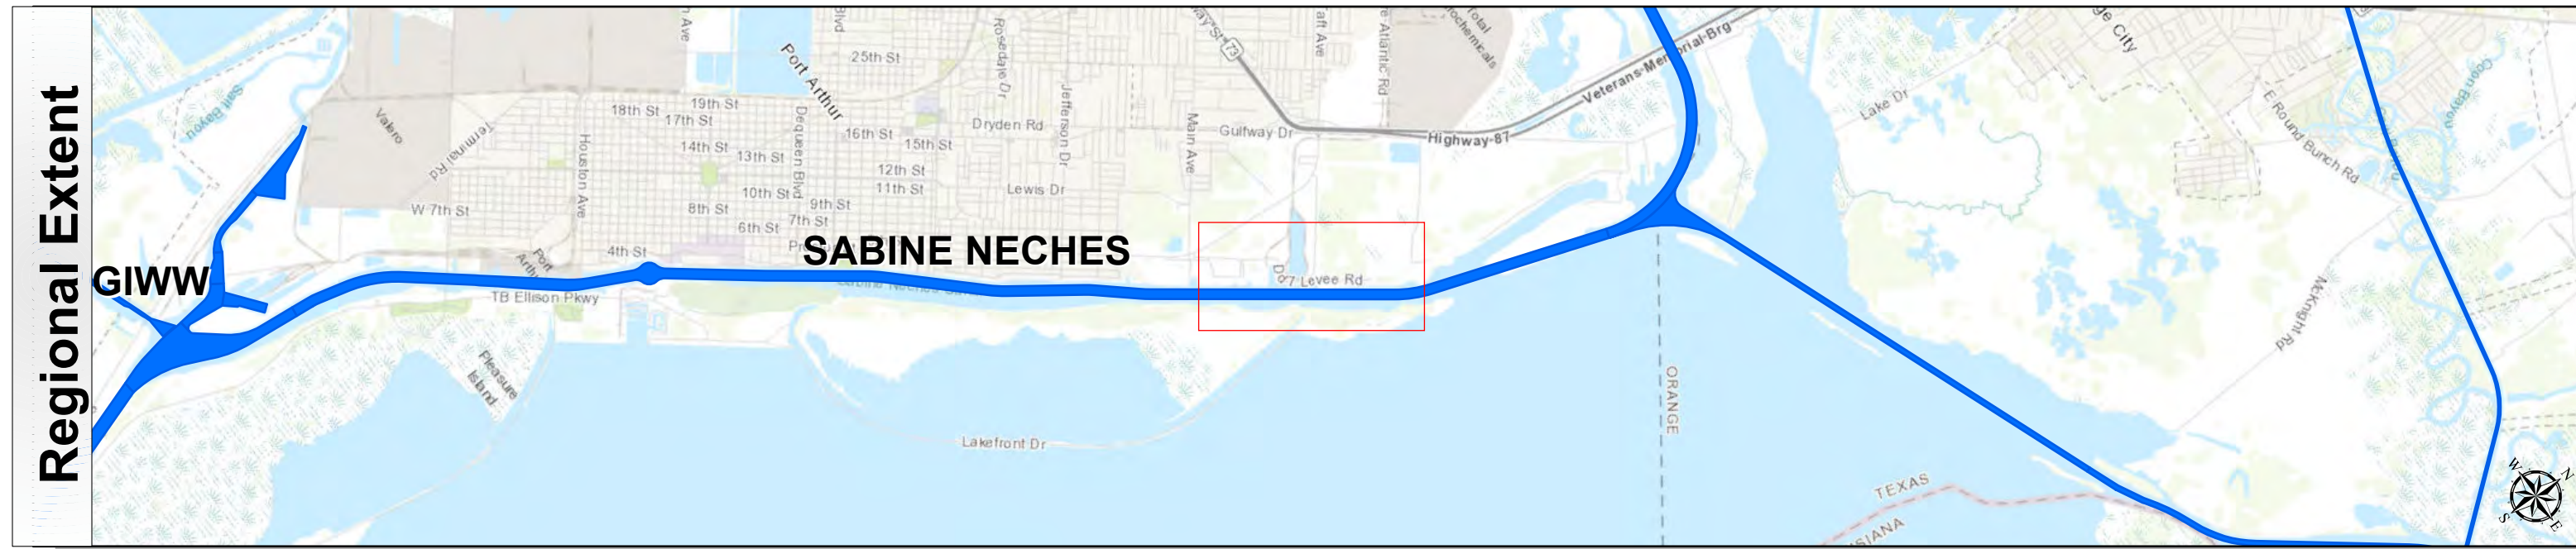 Regional Extent
GIWW
SABINE NECHES
Salt Bayou
Valero
Terminal Rd
W 7th St
Houston Ave
18th St
19th St
17th St
14th St
13th St
10th St
8th St
6th St
7th St
9th St
4th St
Port Arthur
Dequeen Blvd
Blvd
25th St
16th St
15th St
12th St
11th St
Rosedale Dr
Dryden Rd
Jefferson Dr
Lewis Dr
Main Ave
Gulfway Dr
73
Highway-87
Veterans-Memorial-Brg
TB Ellison Pkwy
Pleasure
Island
Lakefront Dr
Levee Rd
Lake Dr
E Round Bunch Rd
McKnight Rd
ORANGE
TEXAS
W
N
S
E